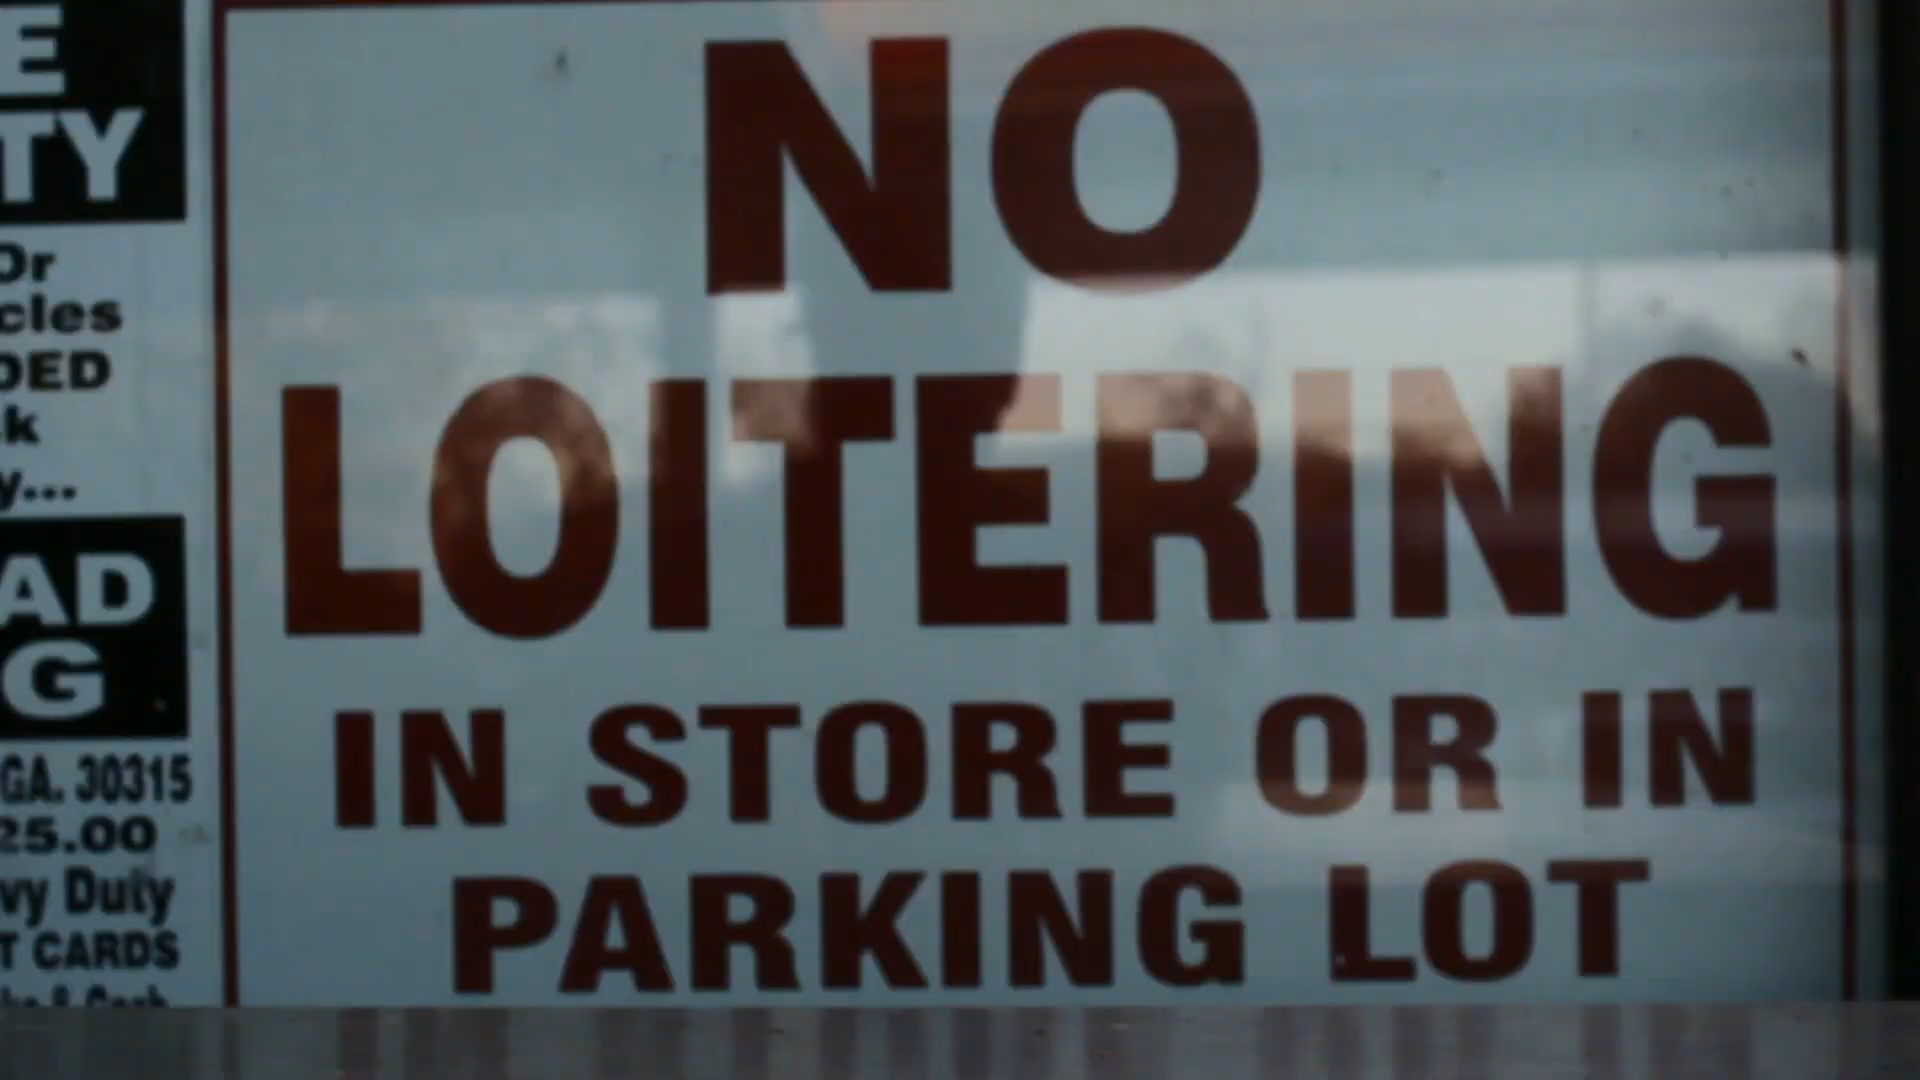 E
TY
Or
cles
DED
k
y...
AD
G
GA. 30315
25.00
vy Duty
T CARDS
& Cash
NO
LOITERING
IN STORE OR IN
PARKING LOT